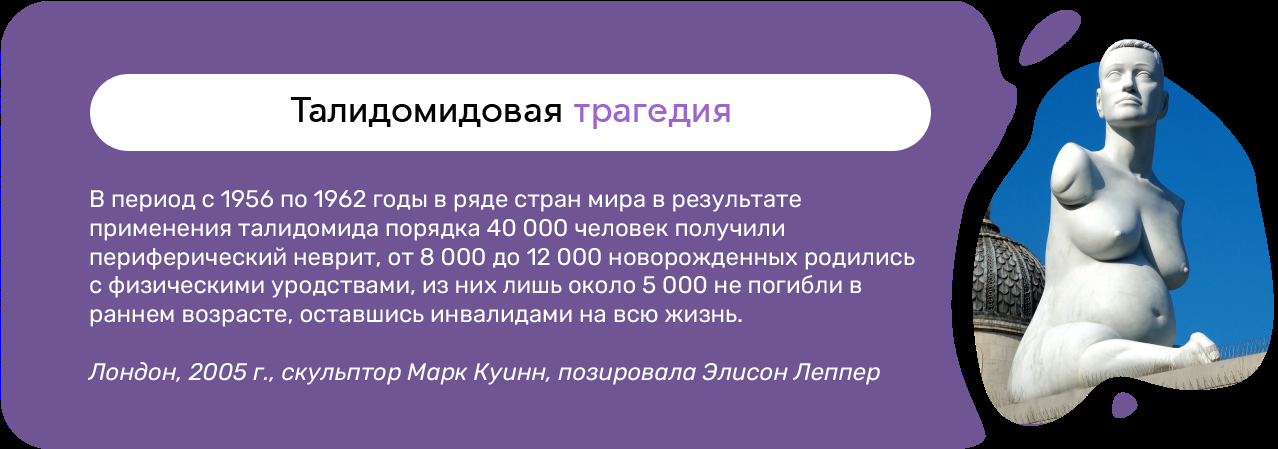 Талидомидовая трагедия
В период с 1956 по 1962 годы в ряде стран мира в результате
применения талидомида порядка 40 000 человек получили
периферический неврит, от 8 000 до 12 000 новорожденных родились
с физическими уродствами, из них лишь около 5 000 не погибли в
раннем возрасте, оставшись инвалидами на всю жизнь.
Лондон, 2005 г., скульптор Марк Куинн, позировала Элисон Леппер